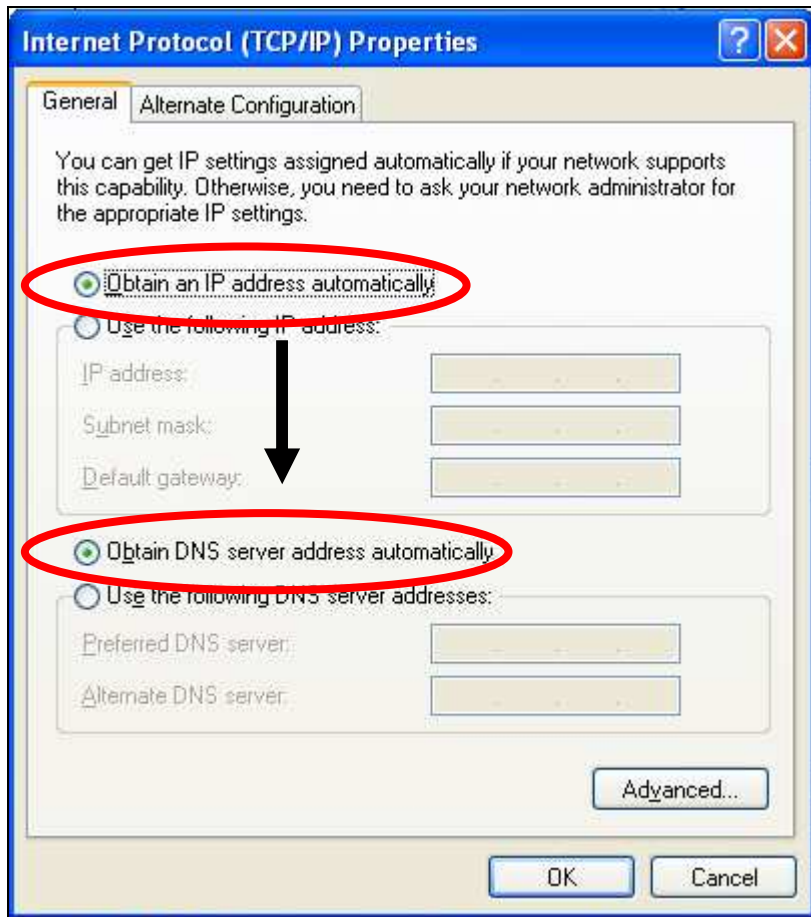 Internet Protocol (TCP/IP) Properties
General
Alternate Configuration
You can get IP settings assigned automatically if your network supports
this capability. Otherwise, you need to ask your network administrator for
the appropriate IP settings.
Obtain an IP address automatically
Use the following IP address:
IP address:
Subnet mask:
Default gateway:
Obtain DNS server address automatically
Use the following DNS server addresses:
Preferred DNS server:
Alternate DNS server:
Advanced...
OK
Cancel